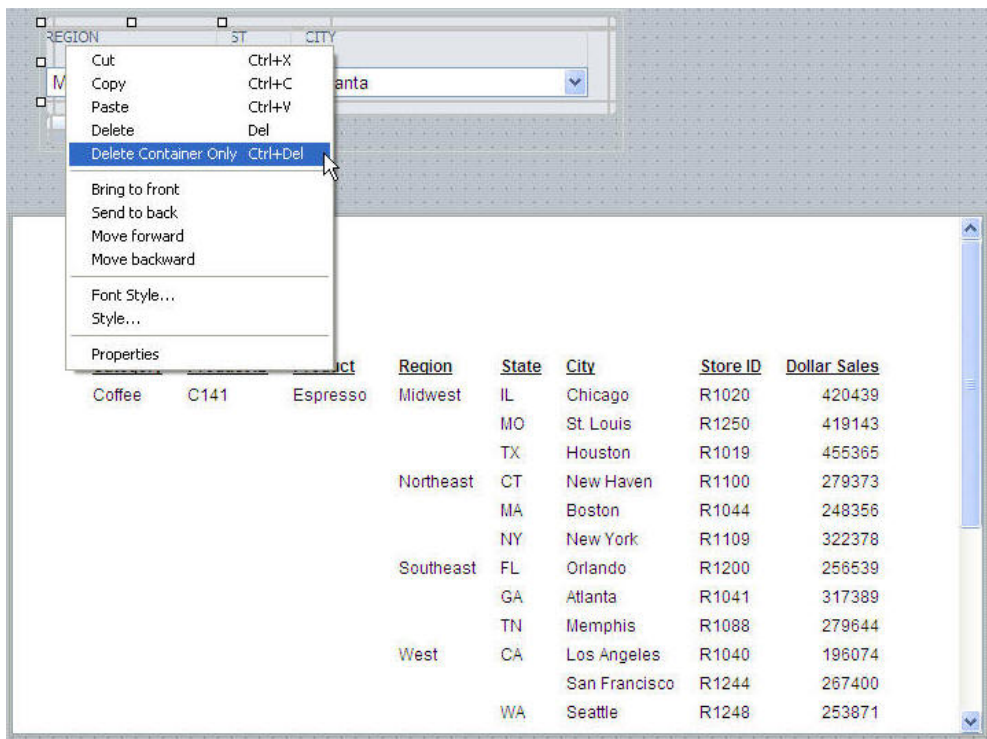 REGION ST CITY
M anta
Cut Ctrl+X
Copy Ctrl+C
Paste Ctrl+V
Delete Del
Delete Container Only Ctrl+Del
Bring to front
Send to back
Move forward
Move backward
Font Style...
Style...
Properties
Region State City Store ID Dollar Sales
Coffee C141 Espresso Midwest IL Chicago R1020 420439
MO St. Louis R1250 419143
TX Houston R1019 455365
Northeast CT New Haven R1100 279373
MA Boston R1044 248356
NY New York R1109 322378
Southeast FL Orlando R1200 256539
GA Atlanta R1041 317389
TN Memphis R1088 279644
West CA Los Angeles R1040 196074
San Francisco R1244 267400
WA Seattle R1248 253871